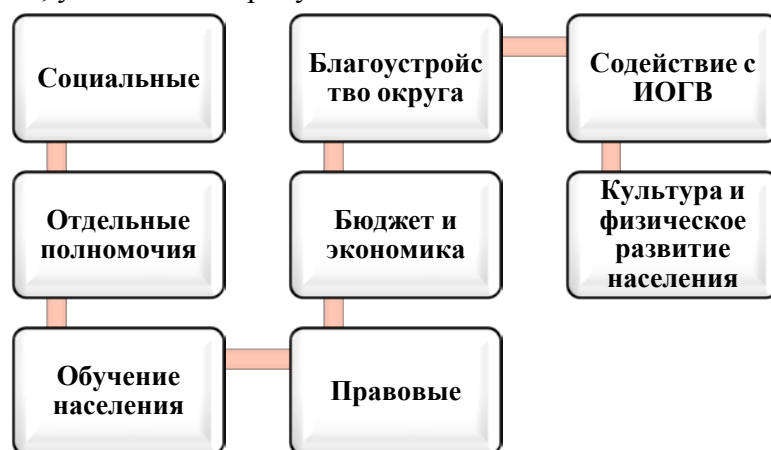 Социальные
Отдельные
полномочия
Обучение
населения
Правовые
Бюджет и
экономика
Благоустройс
тво округа
Содействие с
ИОГВ
Культура и
физическое
развитие
населения